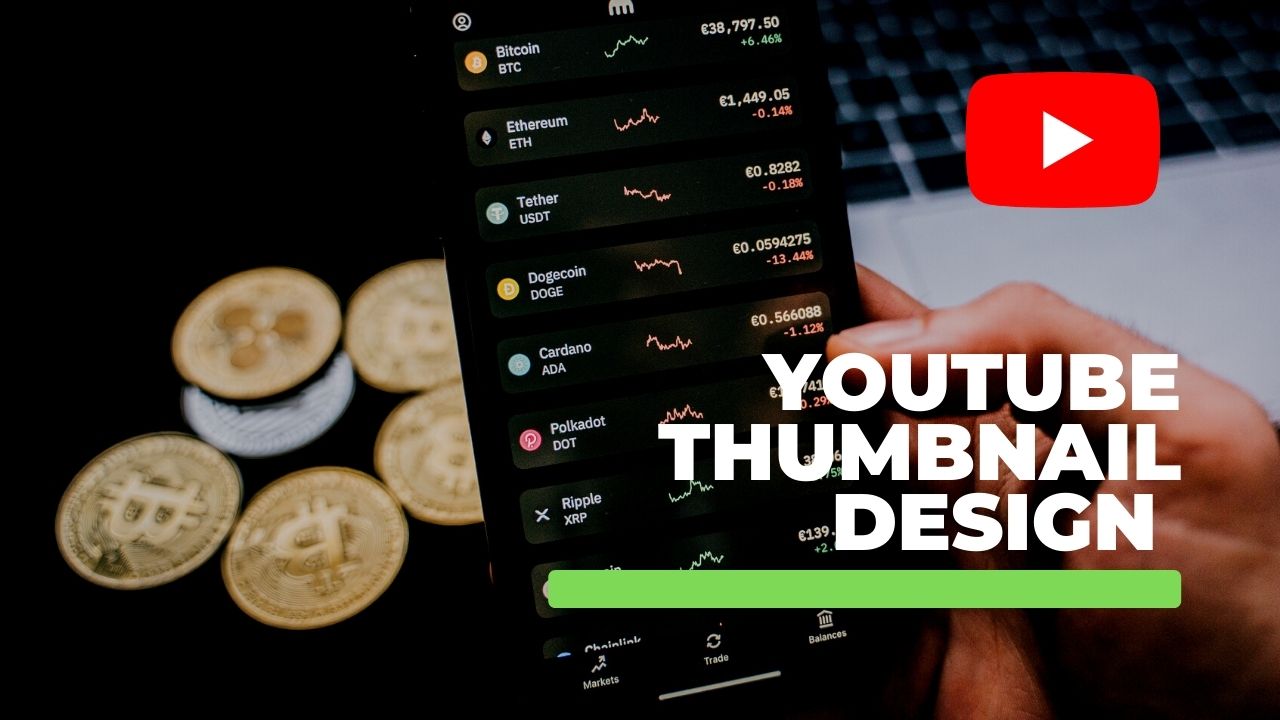 €38,797.50
Bitcoin
BTC
+6.46%
€1,449.05
Ethereum
ETH
-0.14%
€0.8282
Tether
USDT
-0.18%
€0.0594275
Dogecoin
DOGE
-13.44%
€0.566088
Cardano
ADA
-1.12%
Polkadot
DOT
Ripple
XRP
Chainlink
Markets
Trade
Balances
YOUTUBE
THUMBNAIL
DESIGN